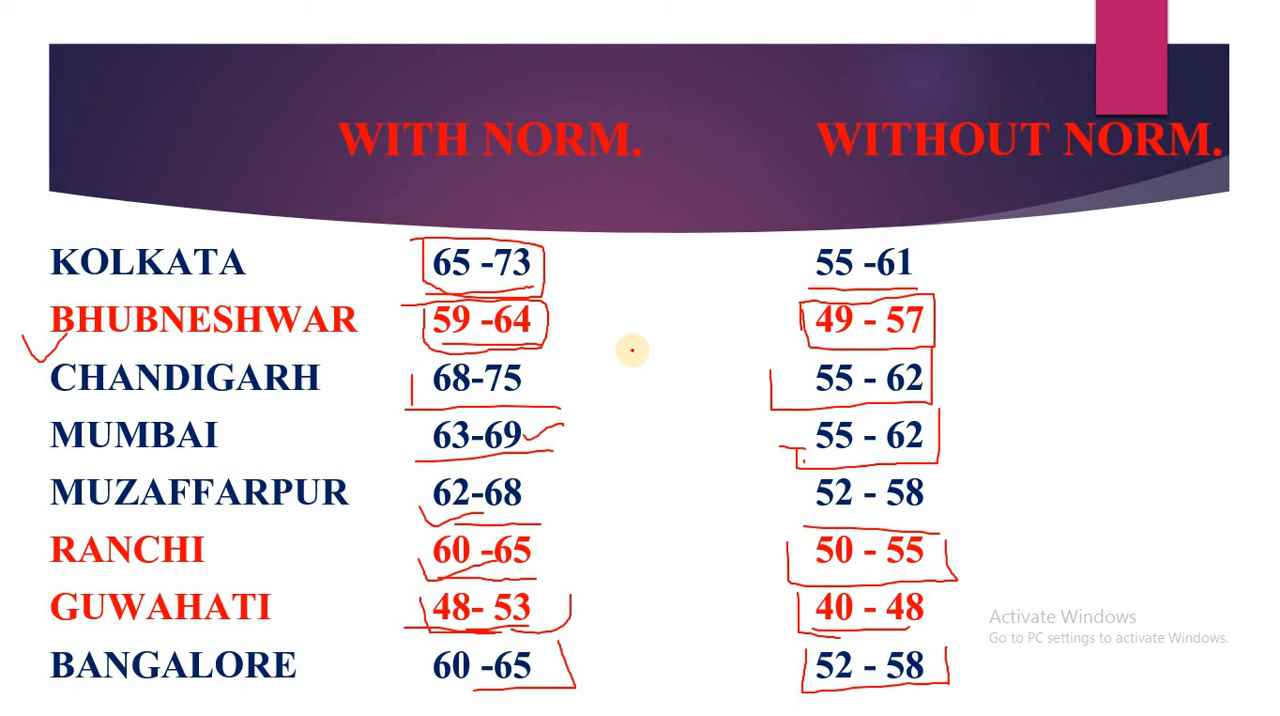 WITH NORM. WITHOUT NORM.
KOLKATA 65 -73 55 -61
BHUBNESHWAR 59 -64 49 - 57
CHANDIGARH 68-75 55 - 62
MUMBAI 63-69 55 - 62
MUZAFFARPUR 62-68 52 - 58
RANCHI 60 -65 50 - 55
GUWAHATI 48- 53 40 - 48
Activate Windows
Go to PC settings to activate Windows.
BANGALORE 60 -65 52 - 58